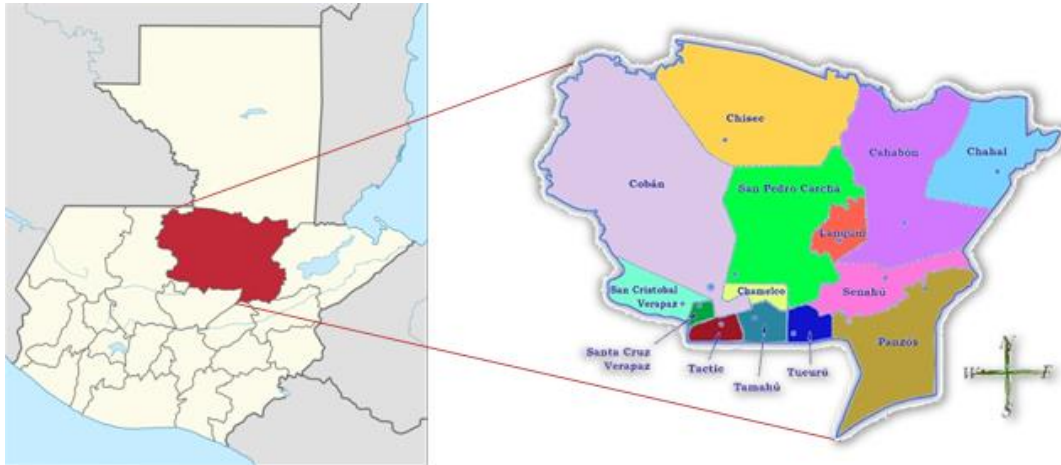 Chisec
Cahabón
Chahal
Cobán
San Pedro Carchá
Lanquín
San Cristobal
Verapaz
Chamelco
Senahú
Panzos
Santa Cruz
Verapaz
Tactic
Tamahú
Tucurú
N
W
E
S